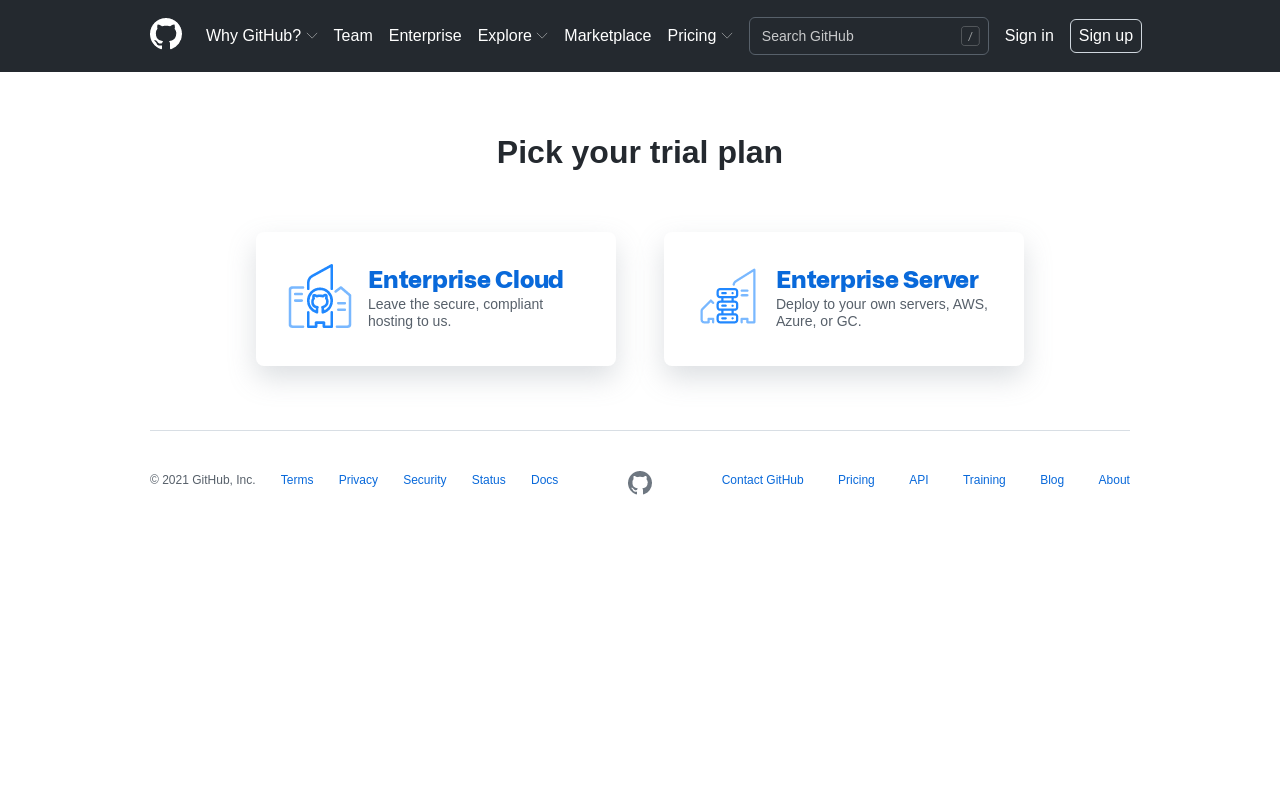 Why GitHub? Team Enterprise Explore Marketplace Pricing Search GitHub / Sign in Sign up
Pick your trial plan
Enterprise Cloud
Leave the secure, compliant
hosting to us.
Enterprise Server
Deploy to your own servers, AWS,
Azure, or GC.
© 2021 GitHub, Inc. Terms Privacy Security Status Docs Contact GitHub Pricing API Training Blog About